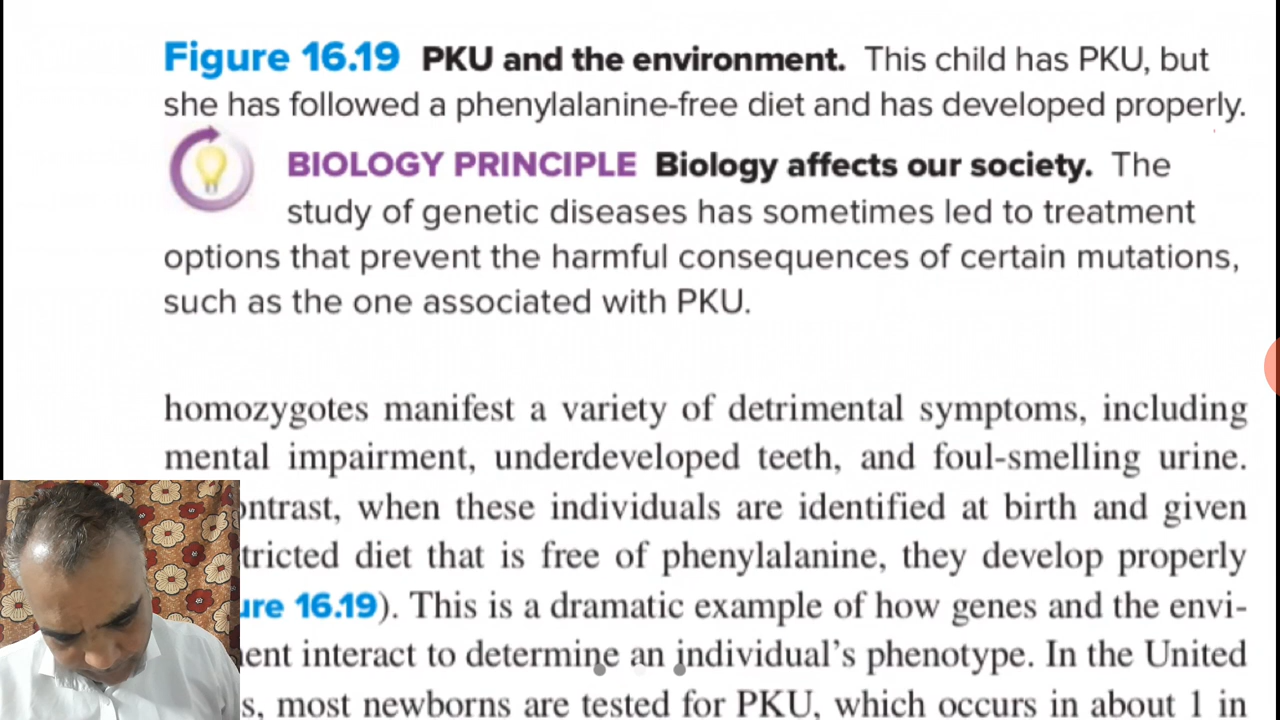 Figure 16.19 PKU and the environment. This child has PKU, but
she has followed a phenylalanine-free diet and has developed properly.
BIOLOGY PRINCIPLE Biology affects our society. The
study of genetic diseases has sometimes led to treatment
options that prevent the harmful consequences of certain mutations,
such as the one associated with PKU.
homozygotes manifest a variety of detrimental symptoms, including
mental impairment, underdeveloped teeth, and foul-smelling urine.
ontrast, when these individuals are identified at birth and given
tricted diet that is free of phenylalanine, they develop properly
ure 16.19). This is a dramatic example of how genes and the envi-
ent interact to determine an individual's phenotype. In the United
s, most newborns are tested for PKU, which occurs in about 1 in